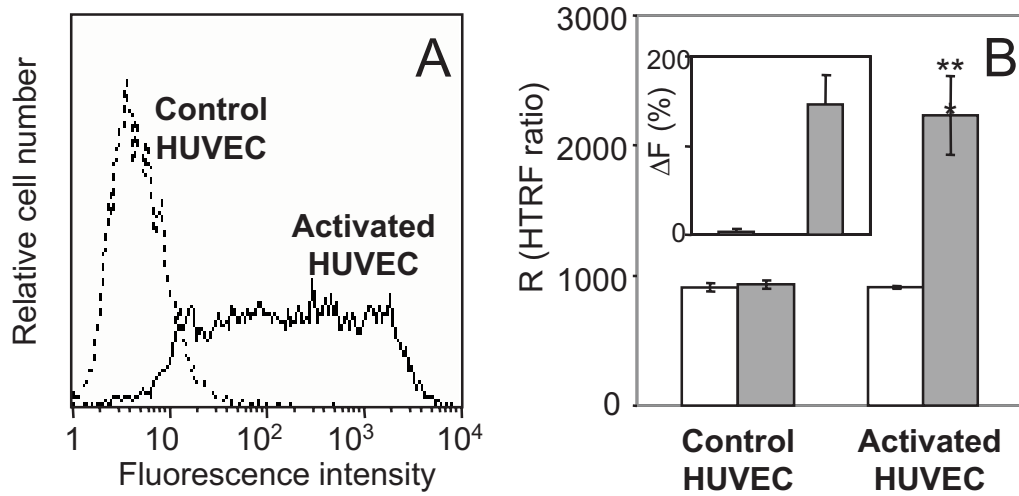 A
Relative cell number
Control
HUVEC
Activated
HUVEC
1
10
10²
10³
10⁴
Fluorescence intensity
B
R (HTRF ratio)
3000
2000
1000
0
ΔF (%)
200
0
**
*
Control
HUVEC
Activated
HUVEC